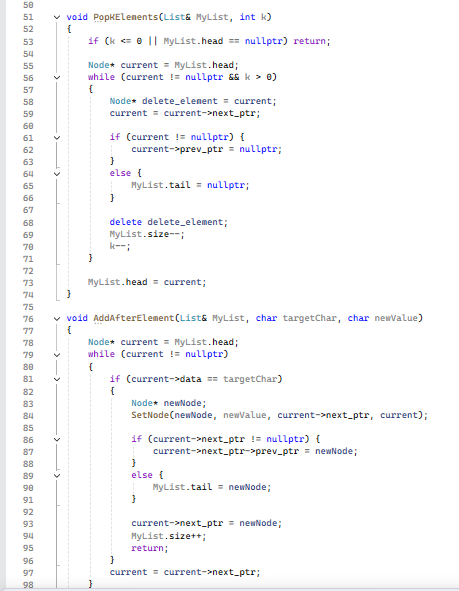 50
51 void PopKElements(List& MyList, int k)
52 {
53 if (k <= 0 || MyList.head == nullptr) return;
54
55 Node* current = MyList.head;
56 while (current != nullptr && k > 0)
57 {
58 Node* delete_element = current;
59 current = current->next_ptr;
60
61 if (current != nullptr) {
62 current->prev_ptr = nullptr;
63 }
64 else {
65 MyList.tail = nullptr;
66 }
67
68 delete delete_element;
69 MyList.size--;
70 k--;
71 }
72
73 MyList.head = current;
74 }
75
76 void AddAfterElement(List& MyList, char targetChar, char newValue)
77 {
78 Node* current = MyList.head;
79 while (current != nullptr)
80 {
81 if (current->data == targetChar)
82 {
83 Node* newNode;
84 SetNode(newNode, newValue, current->next_ptr, current);
85
86 if (current->next_ptr != nullptr) {
87 current->next_ptr->prev_ptr = newNode;
88 }
89 else {
90 MyList.tail = newNode;
91 }
92
93 current->next_ptr = newNode;
94 MyList.size++;
95 return;
96 }
97 current = current->next_ptr;
98 }